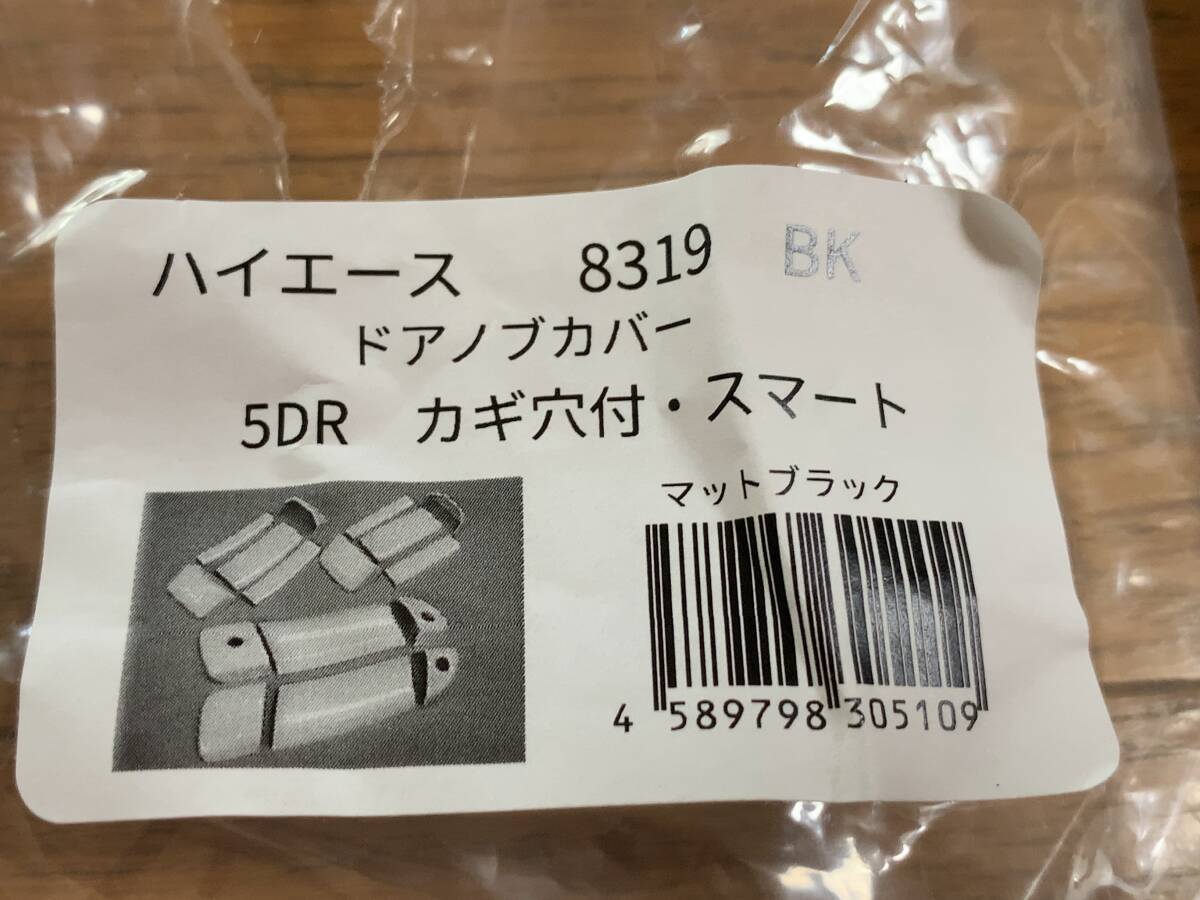 ハイエース 8319 BK
ドアノブカバー
5DR カギ穴付・スマート
マットブラック
4 589798 305109